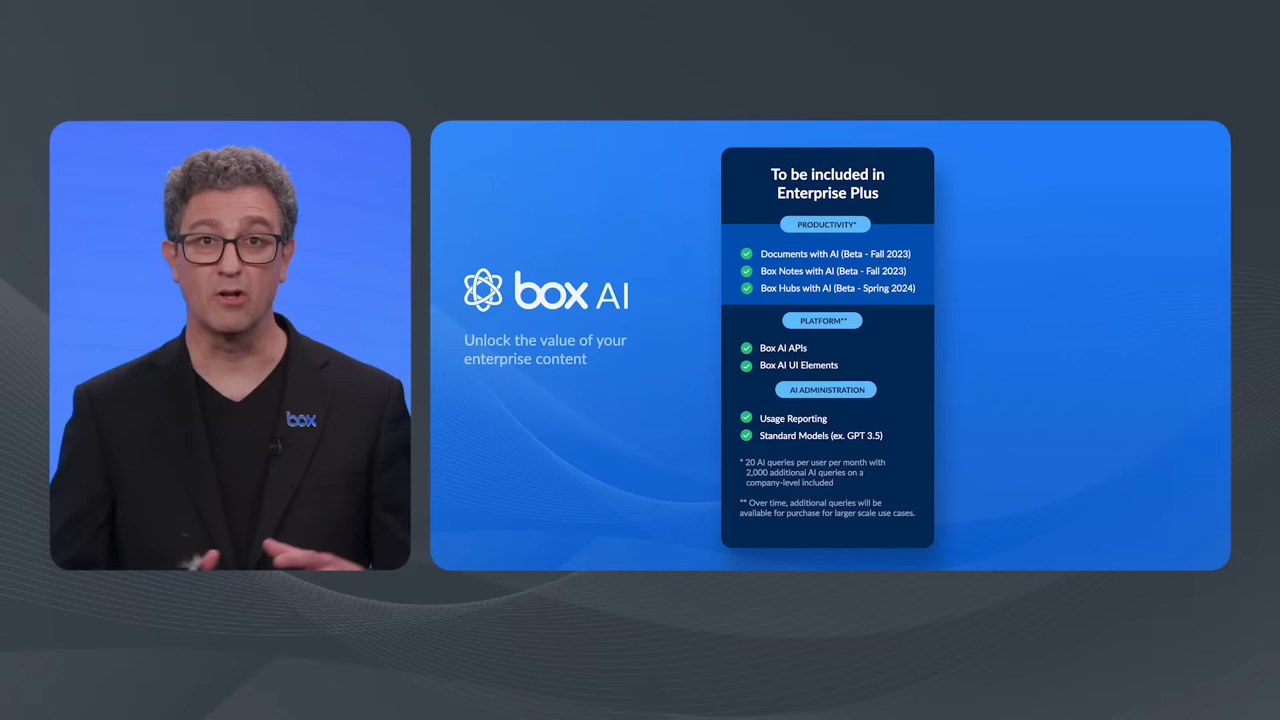 box
box AI
Unlock the value of your
enterprise content
To be included in
Enterprise Plus
PRODUCTIVITY*
Documents with AI (Beta - Fall 2023)
Box Notes with AI (Beta - Fall 2023)
Box Hubs with AI (Beta - Spring 2024)
PLATFORM**
Box AI APIs
Box AI UI Elements
AI ADMINISTRATION
Usage Reporting
Standard Models (ex. GPT 3.5)
* 20 AI queries per user per month with
2,000 additional AI queries on a
company-level included
** Over time, additional queries will be
available for purchase for larger scale use cases.